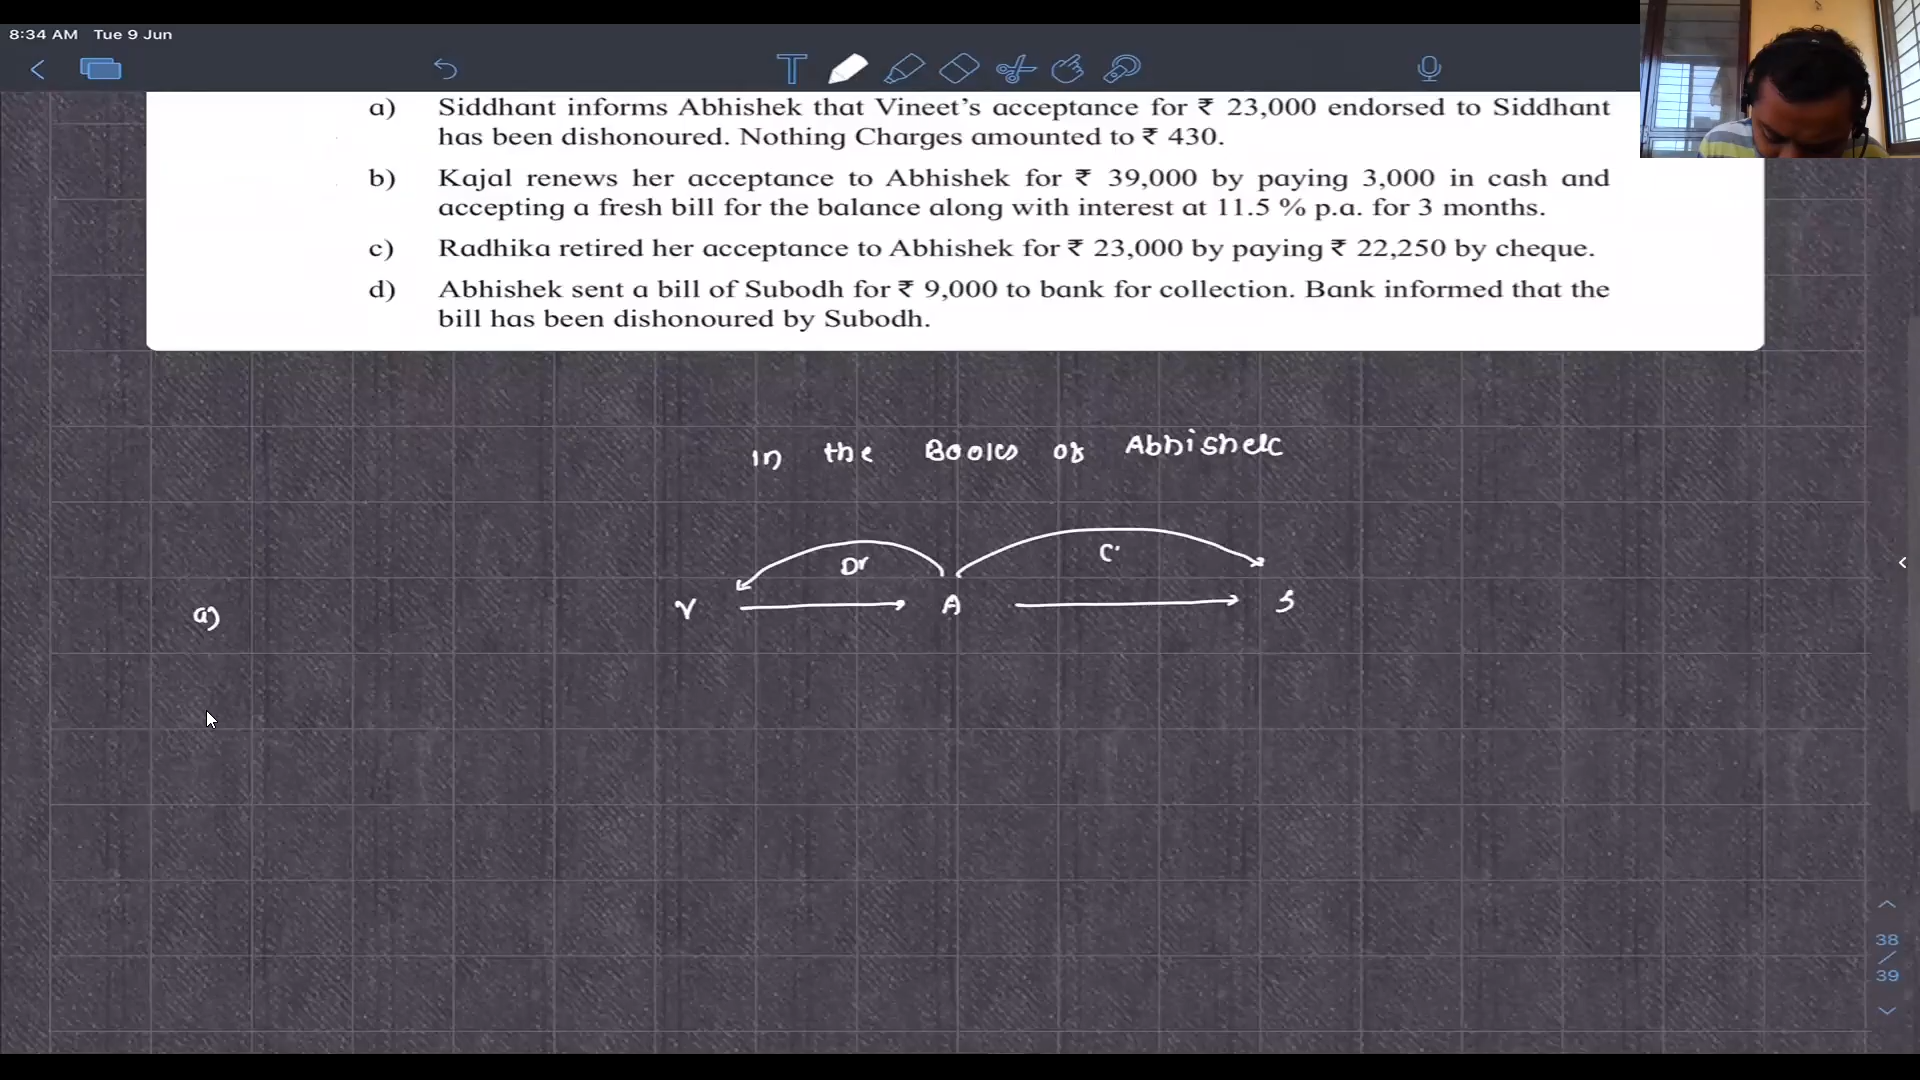 8:34 AM Tue 9 Jun
a) Siddhant informs Abhishek that Vineet’s acceptance for ₹ 23,000 endorsed to Siddhant
has been dishonoured. Nothing Charges amounted to ₹ 430.
b) Kajal renews her acceptance to Abhishek for ₹ 39,000 by paying 3,000 in cash and
accepting a fresh bill for the balance along with interest at 11.5 % p.a. for 3 months.
c) Radhika retired her acceptance to Abhishek for ₹ 23,000 by paying ₹ 22,250 by cheque.
d) Abhishek sent a bill of Subodh for ₹ 9,000 to bank for collection. Bank informed that the
bill has been dishonoured by Subodh.
In the Books of Abhishek
Dr Cr
a) V A S
38
/
39